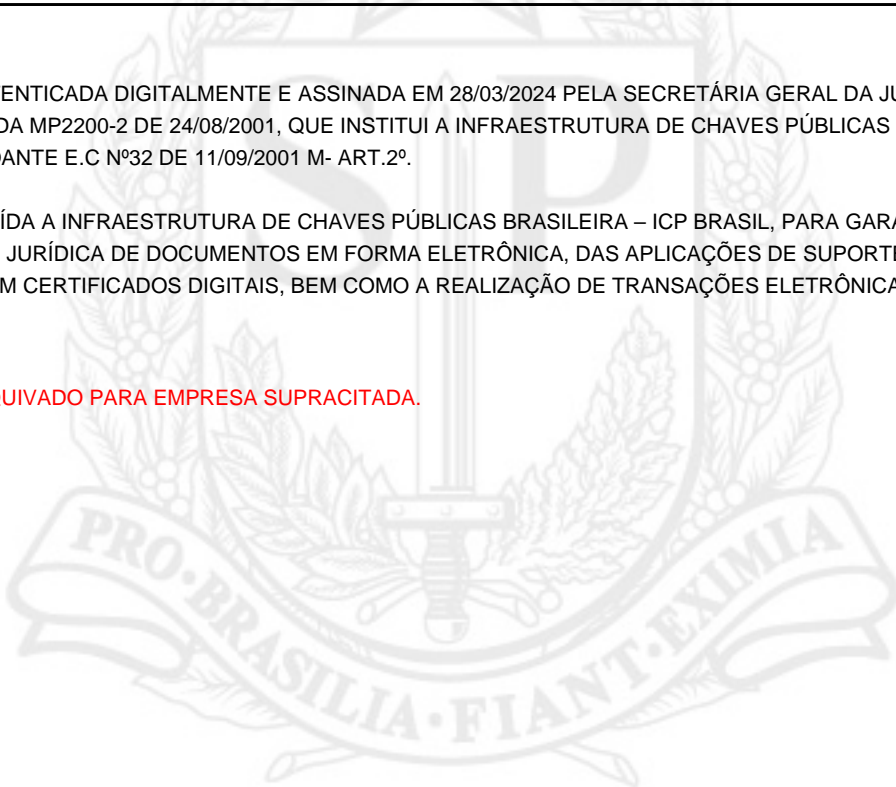 ENTICADA DIGITALMENTE E ASSINADA EM 28/03/2024 PELA SECRETÁRIA GERAL DA JU
DA MP2200-2 DE 24/08/2001, QUE INSTITUI A INFRAESTRUTURA DE CHAVES PÚBLICAS
DANTE E.C Nº32 DE 11/09/2001 M- ART.2º.
ÍDA A INFRAESTRUTURA DE CHAVES PÚBLICAS BRASILEIRA – ICP BRASIL, PARA GARA
JURÍDICA DE DOCUMENTOS EM FORMA ELETRÔNICA, DAS APLICAÇÕES DE SUPORTE
M CERTIFICADOS DIGITAIS, BEM COMO A REALIZAÇÃO DE TRANSAÇÕES ELETRÔNICA
UIVADO PARA EMPRESA SUPRACITADA.
SP
PRO·BRASILIA·FIANT·EXIMIA